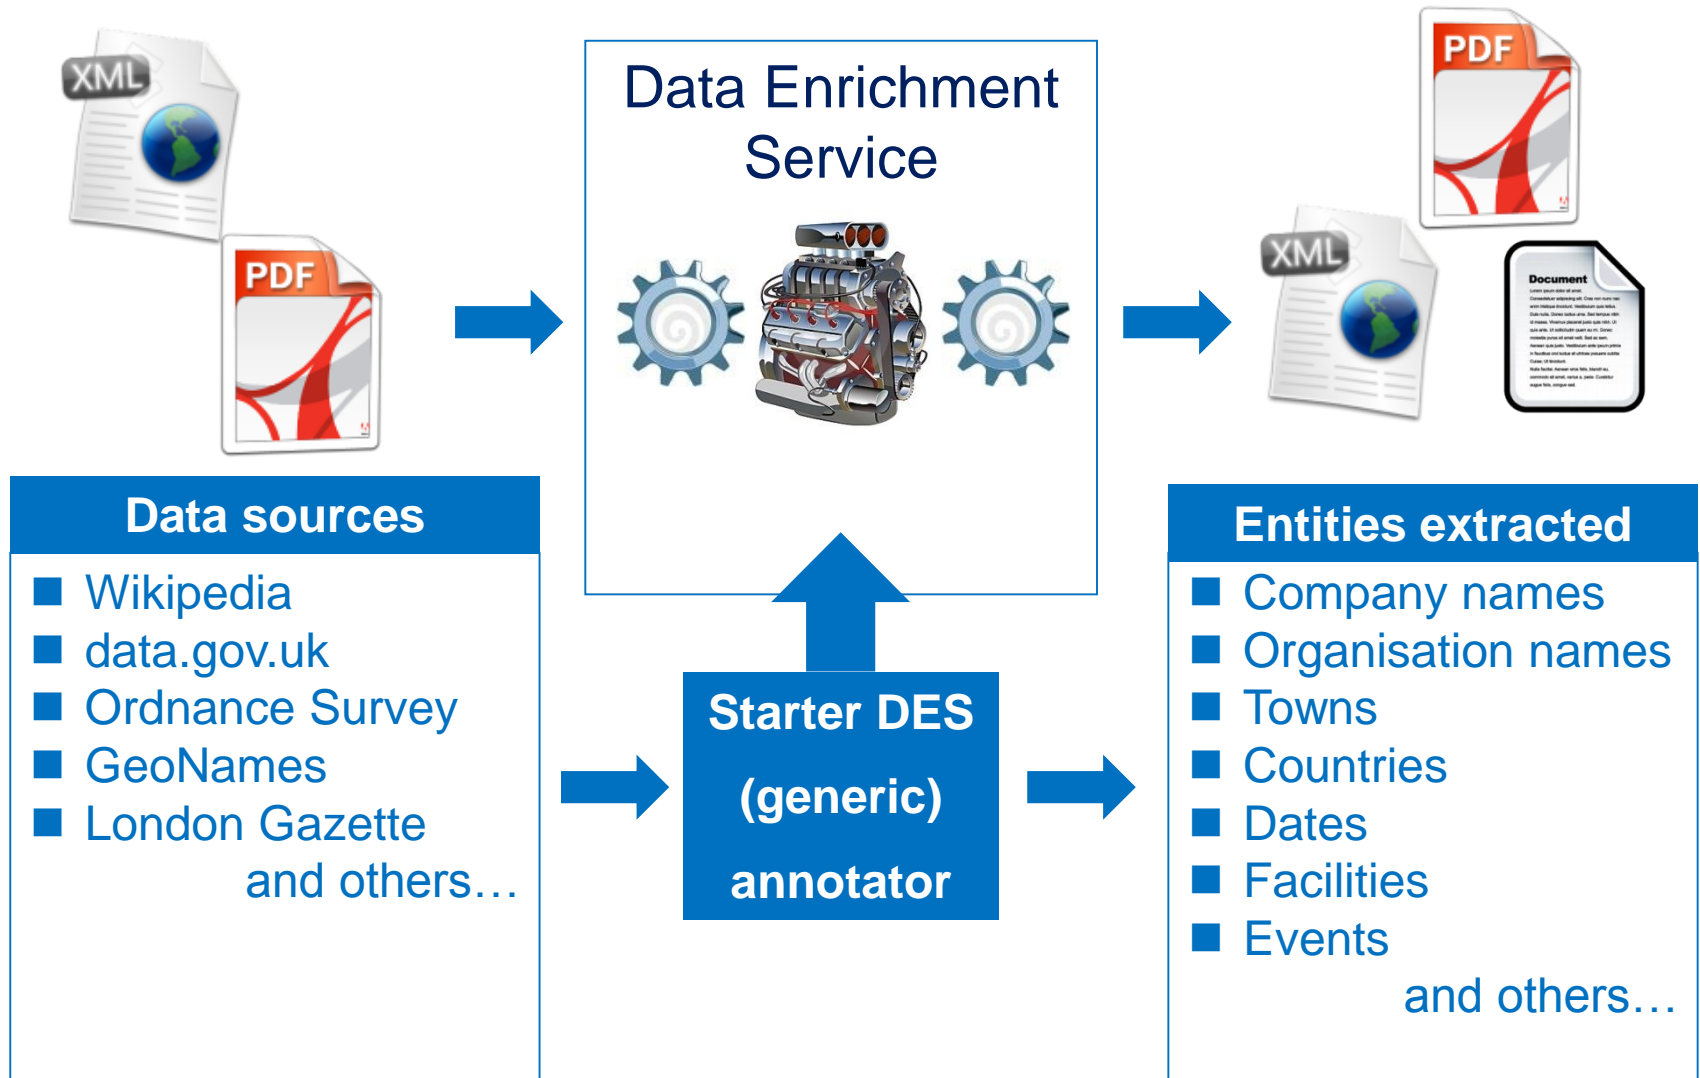 XML
PDF
Data Enrichment
Service
PDF
XML
Document
Data sources
Wikipedia
data.gov.uk
Ordnance Survey
GeoNames
London Gazette
and others…
Starter DES
(generic)
annotator
Entities extracted
Company names
Organisation names
Towns
Countries
Dates
Facilities
Events
and others…